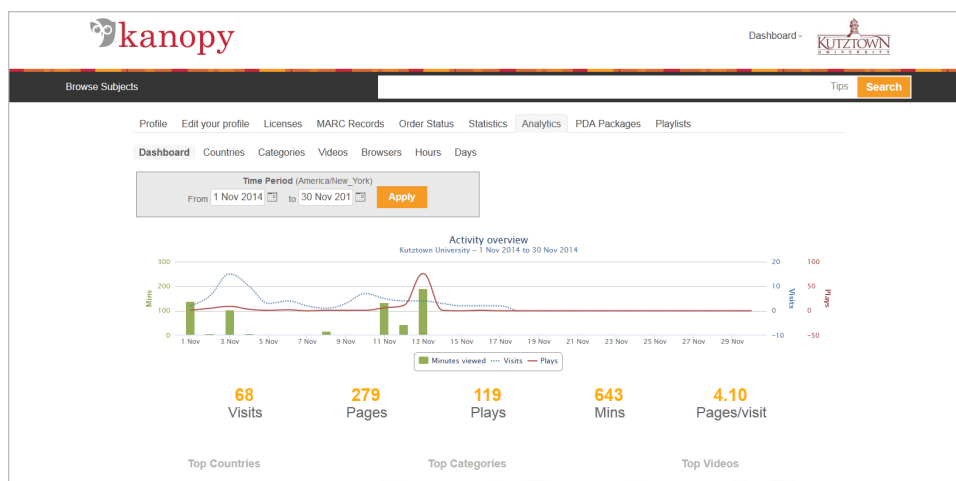 kanopy
Dashboard
KUTZTOWN
UNIVERSITY
Browse Subjects
Tips
Search
Profile Edit your profile Licenses MARC Records Order Status Statistics Analytics PDA Packages Playlists
Dashboard Countries Categories Videos Browsers Hours Days
Time Period (America/New_York)
From 1 Nov 2014 to 30 Nov 201 Apply
Activity overview
Kutztown University – 1 Nov 2014 to 30 Nov 2014
300 20 100
200 10 50
100 0 0
0 -10 -50
Mins Visits Plays
1 Nov 3 Nov 5 Nov 7 Nov 9 Nov 11 Nov 13 Nov 15 Nov 17 Nov 19 Nov 21 Nov 23 Nov 25 Nov 27 Nov 29 Nov
Minutes viewed Visits Plays
68 279 119 643 4.10
Visits Pages Plays Mins Pages/visit
Top Countries Top Categories Top Videos